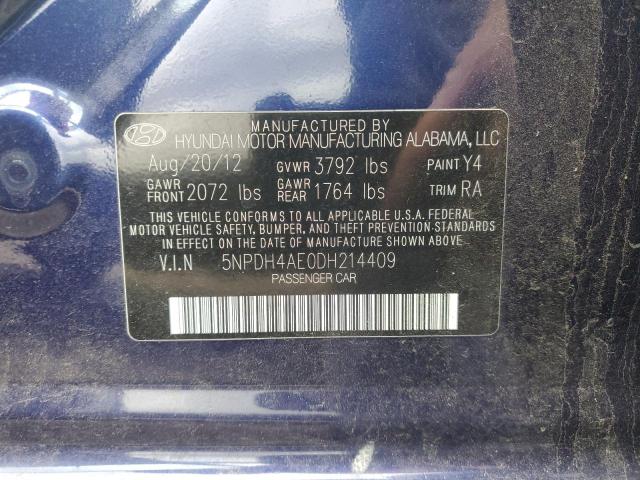 MANUFACTURED BY
HYUNDAI MOTOR MANUFACTURING ALABAMA, LLC
Aug/20/12 GVWR 3792 lbs PAINT Y4
GAWR FRONT 2072 lbs GAWR REAR 1764 lbs TRIM RA
THIS VEHICLE CONFORMS TO ALL APPLICABLE U.S.A. FEDERAL
MOTOR VEHICLE SAFETY, BUMPER, AND THEFT PREVENTION STANDARDS
IN EFFECT ON THE DATE OF MANUFACTURE SHOWN ABOVE.
V.I.N 5NPDH4AE0DH214409
PASSENGER CAR